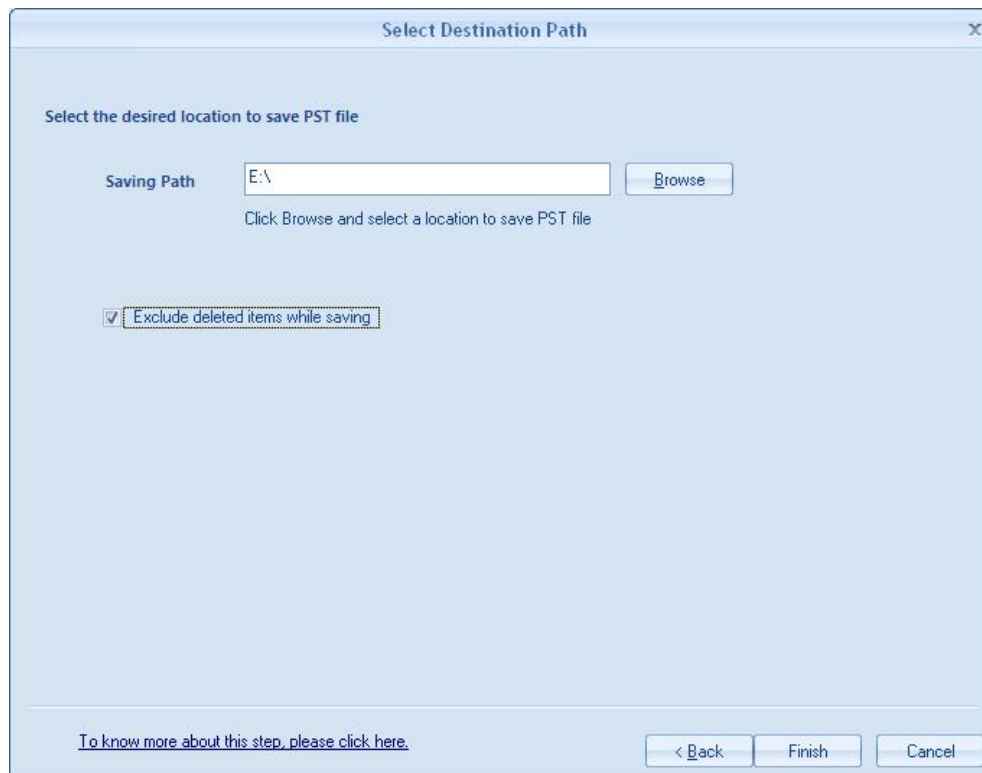 Select Destination Path
Select the desired location to save PST file
Saving Path
E:\
Browse
Click Browse and select a location to save PST file
Exclude deleted items while saving
To know more about this step, please click here.
< Back
Finish
Cancel